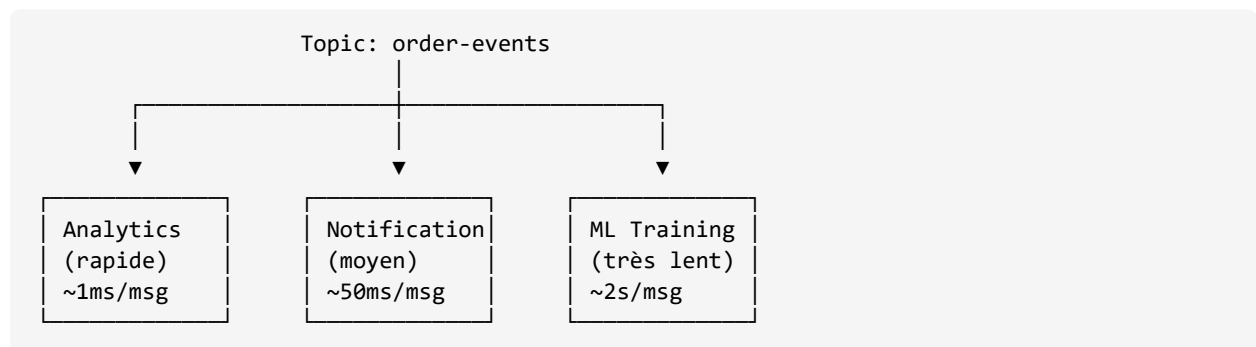 Topic: order-events
Analytics Notification ML Training
(rapide) (moyen) (très lent)
~1ms/msg ~50ms/msg ~2s/msg